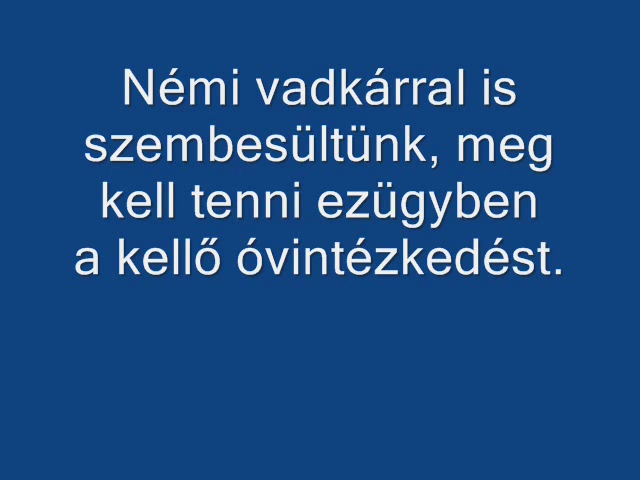 Némi vadkárral is
szembesültünk, meg
kell tenni ezügyben
a kellő óvintézkedést.